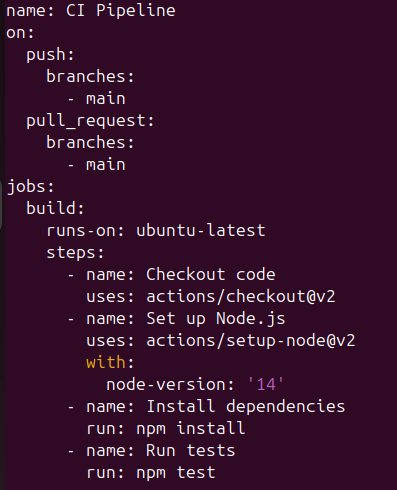 name: CI Pipeline
on:
  push:
    branches:
      - main
  pull_request:
    branches:
      - main
jobs:
  build:
    runs-on: ubuntu-latest
    steps:
      - name: Checkout code
        uses: actions/checkout@v2
      - name: Set up Node.js
        uses: actions/setup-node@v2
        with:
          node-version: '14'
      - name: Install dependencies
        run: npm install
      - name: Run tests
        run: npm test